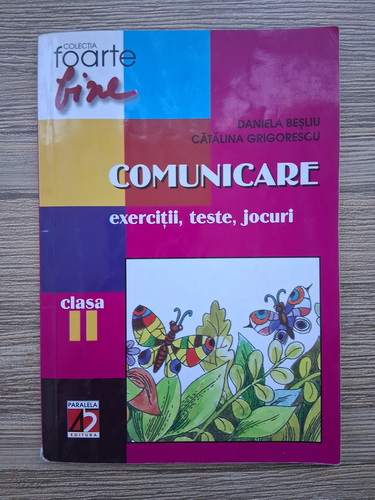 COLECȚIA
foarte
bine
DANIELA BEȘLIU
CĂTĂLINA GRIGORESCU
COMUNICARE
exerciții, teste, jocuri
clasa
II
PARALELA
45
EDITURA